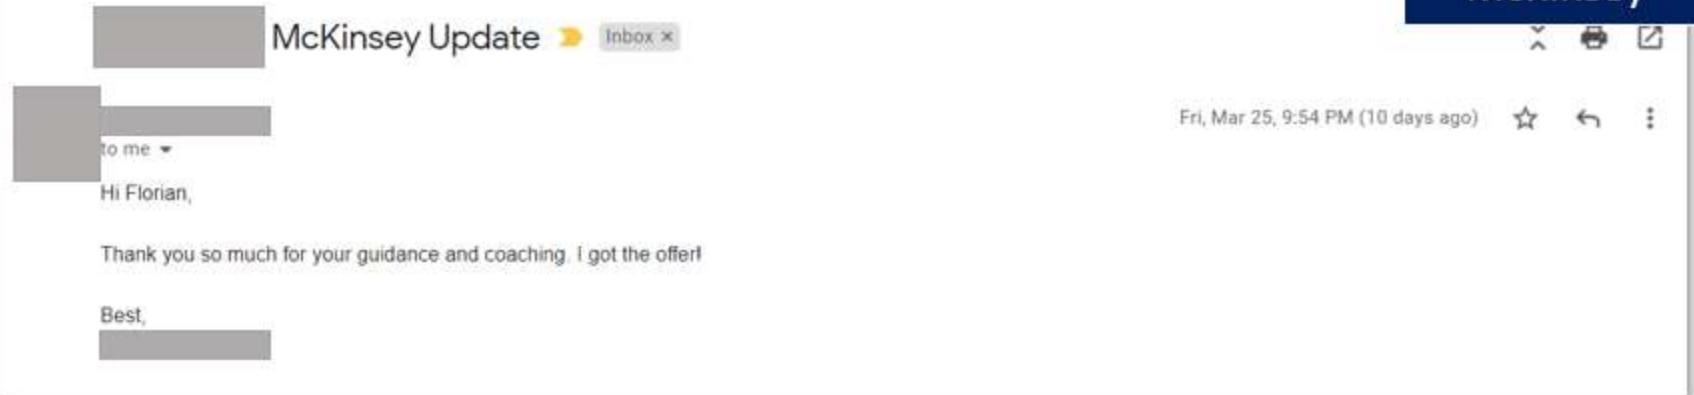 McKinsey Update Inbox ×
Fri, Mar 25, 9:54 PM (10 days ago)
to me
Hi Florian,
Thank you so much for your guidance and coaching. I got the offer!
Best,